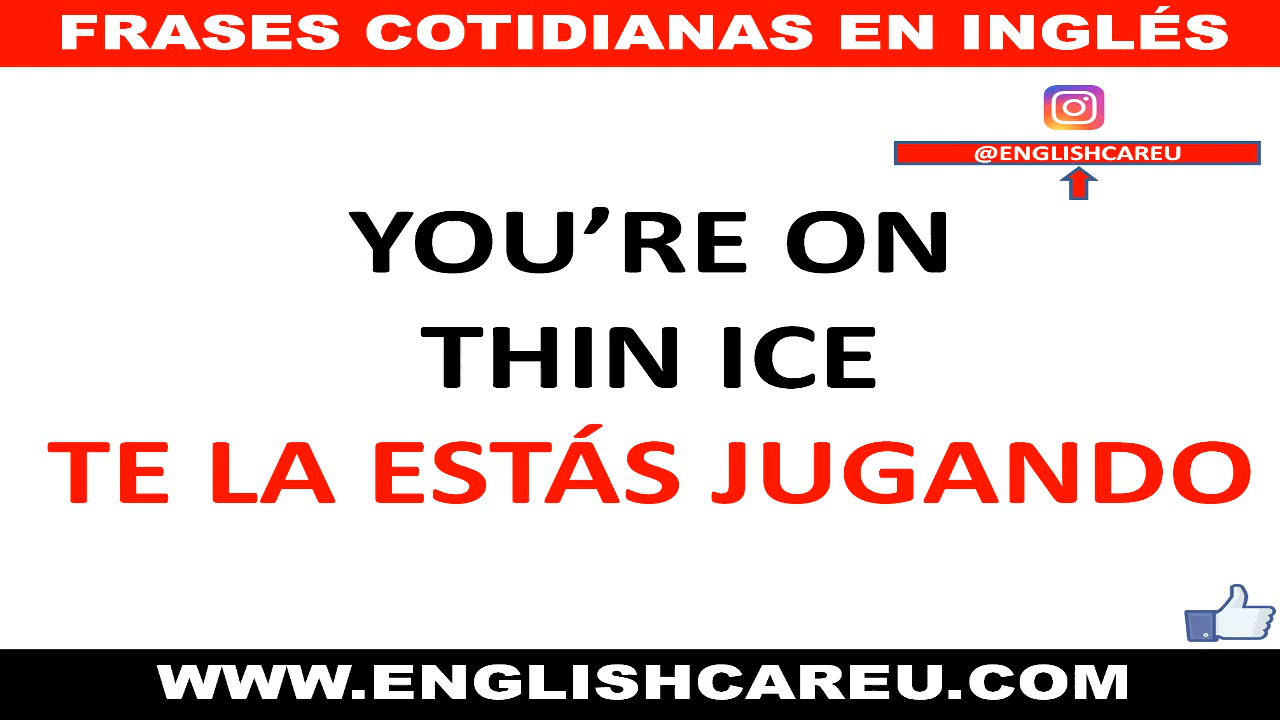 FRASES COTIDIANAS EN INGLÉS
@ENGLISHCAREU
YOU’RE ON
THIN ICE
TE LA ESTÁS JUGANDO
WWW.ENGLISHCAREU.COM